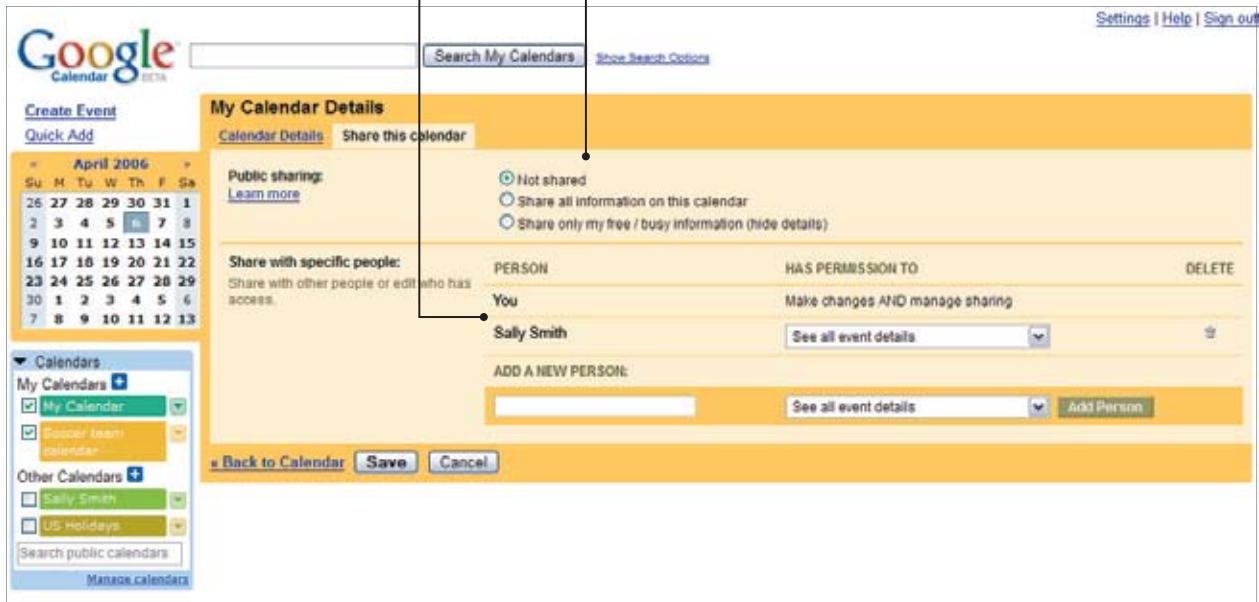 Settings | Help | Sign out
Google
Calendar BETA
Search My Calendars Show Search Options
Create Event
Quick Add
« April 2006 »
Su M Tu W Th F Sa
26 27 28 29 30 31 1
2 3 4 5 6 7 8
9 10 11 12 13 14 15
16 17 18 19 20 21 22
23 24 25 26 27 28 29
30 1 2 3 4 5 6
7 8 9 10 11 12 13
Calendars
My Calendars
My Calendar
Soccer team
calendar
Other Calendars
Sally Smith
US Holidays
Search public calendars
Manage calendars
My Calendar Details
Calendar Details Share this calendar
Public sharing:
Learn more
Not shared
Share all information on this calendar
Share only my free / busy information (hide details)
Share with specific people:
Share with other people or edit who has
access.
PERSON HAS PERMISSION TO DELETE
You Make changes AND manage sharing
Sally Smith See all event details
ADD A NEW PERSON:
See all event details Add Person
« Back to Calendar Save Cancel